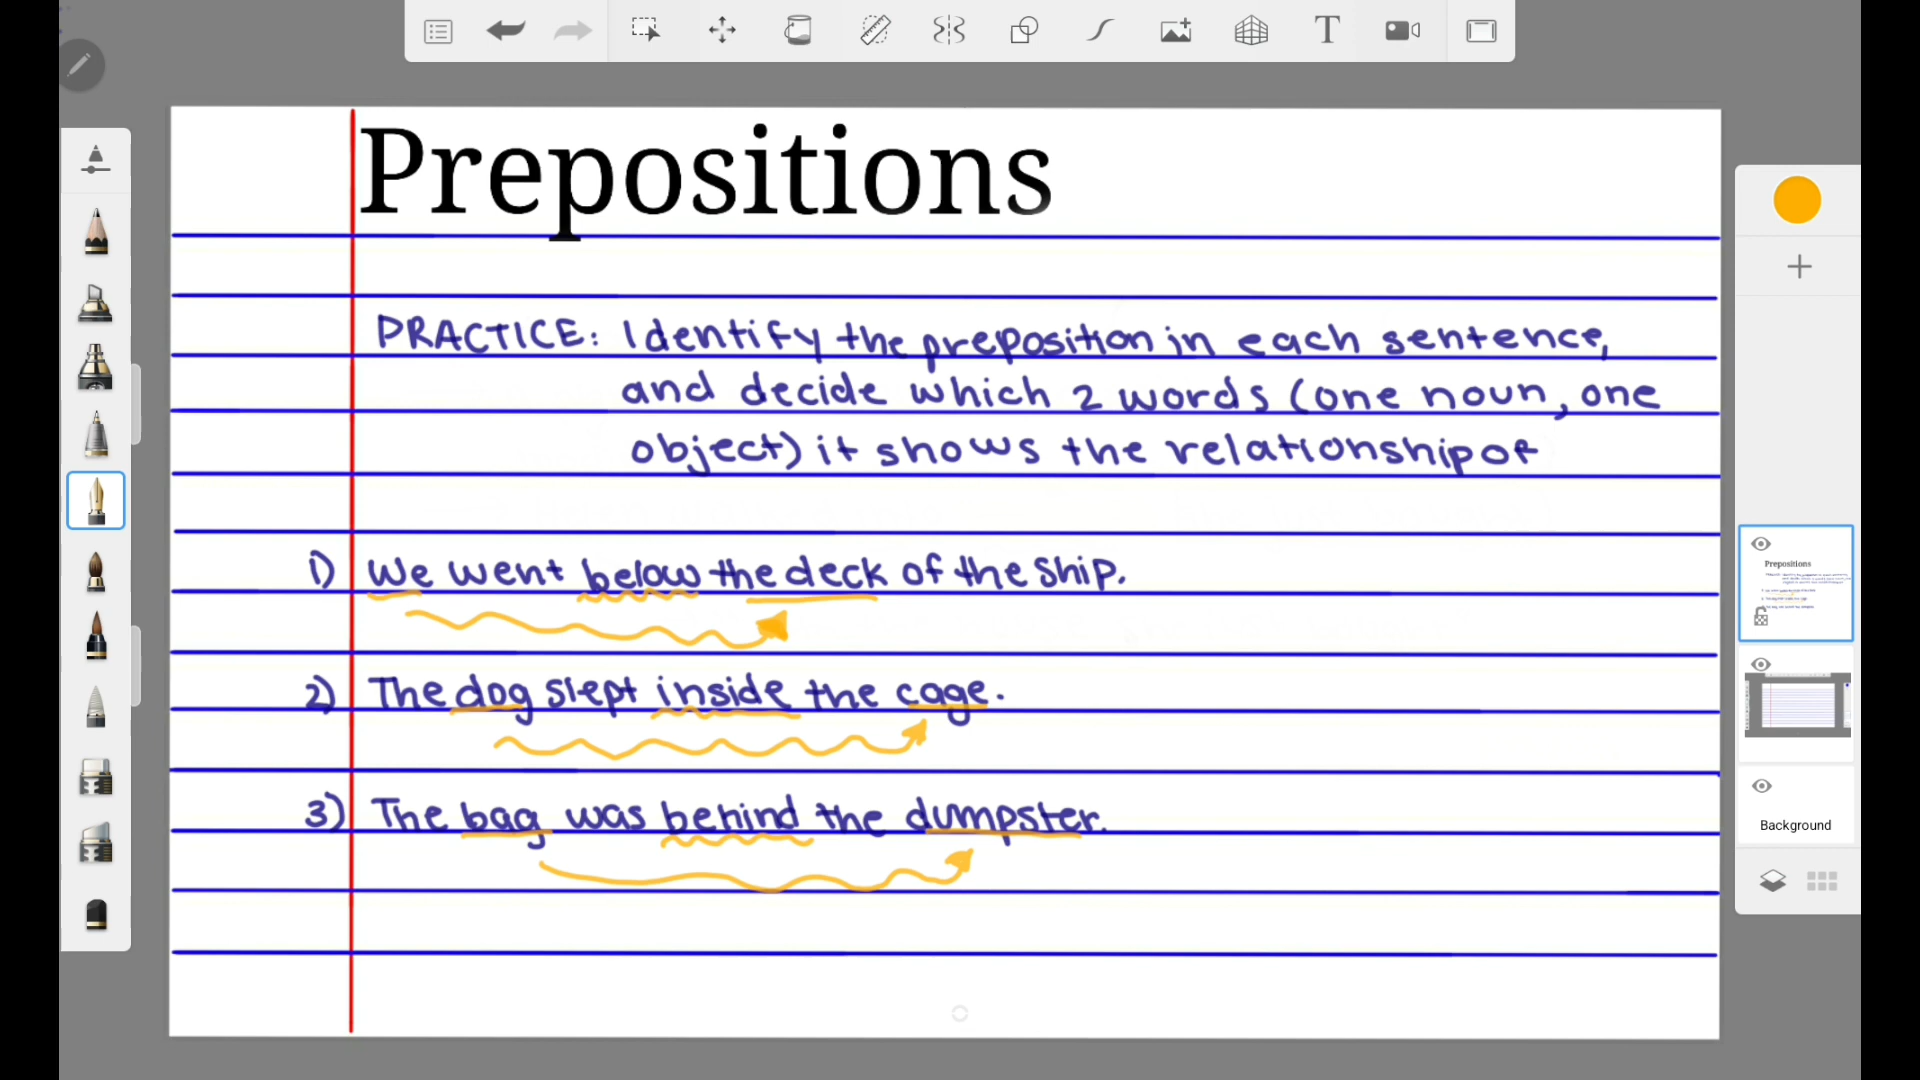 Prepositions
PRACTICE: Identify the preposition in each sentence,
and decide which 2 words (one noun, one
object) it shows the relationship of
1) We went below the deck of the ship.
2) The dog slept inside the cage.
3) The bag was behind the dumpster.
Prepositions
Background